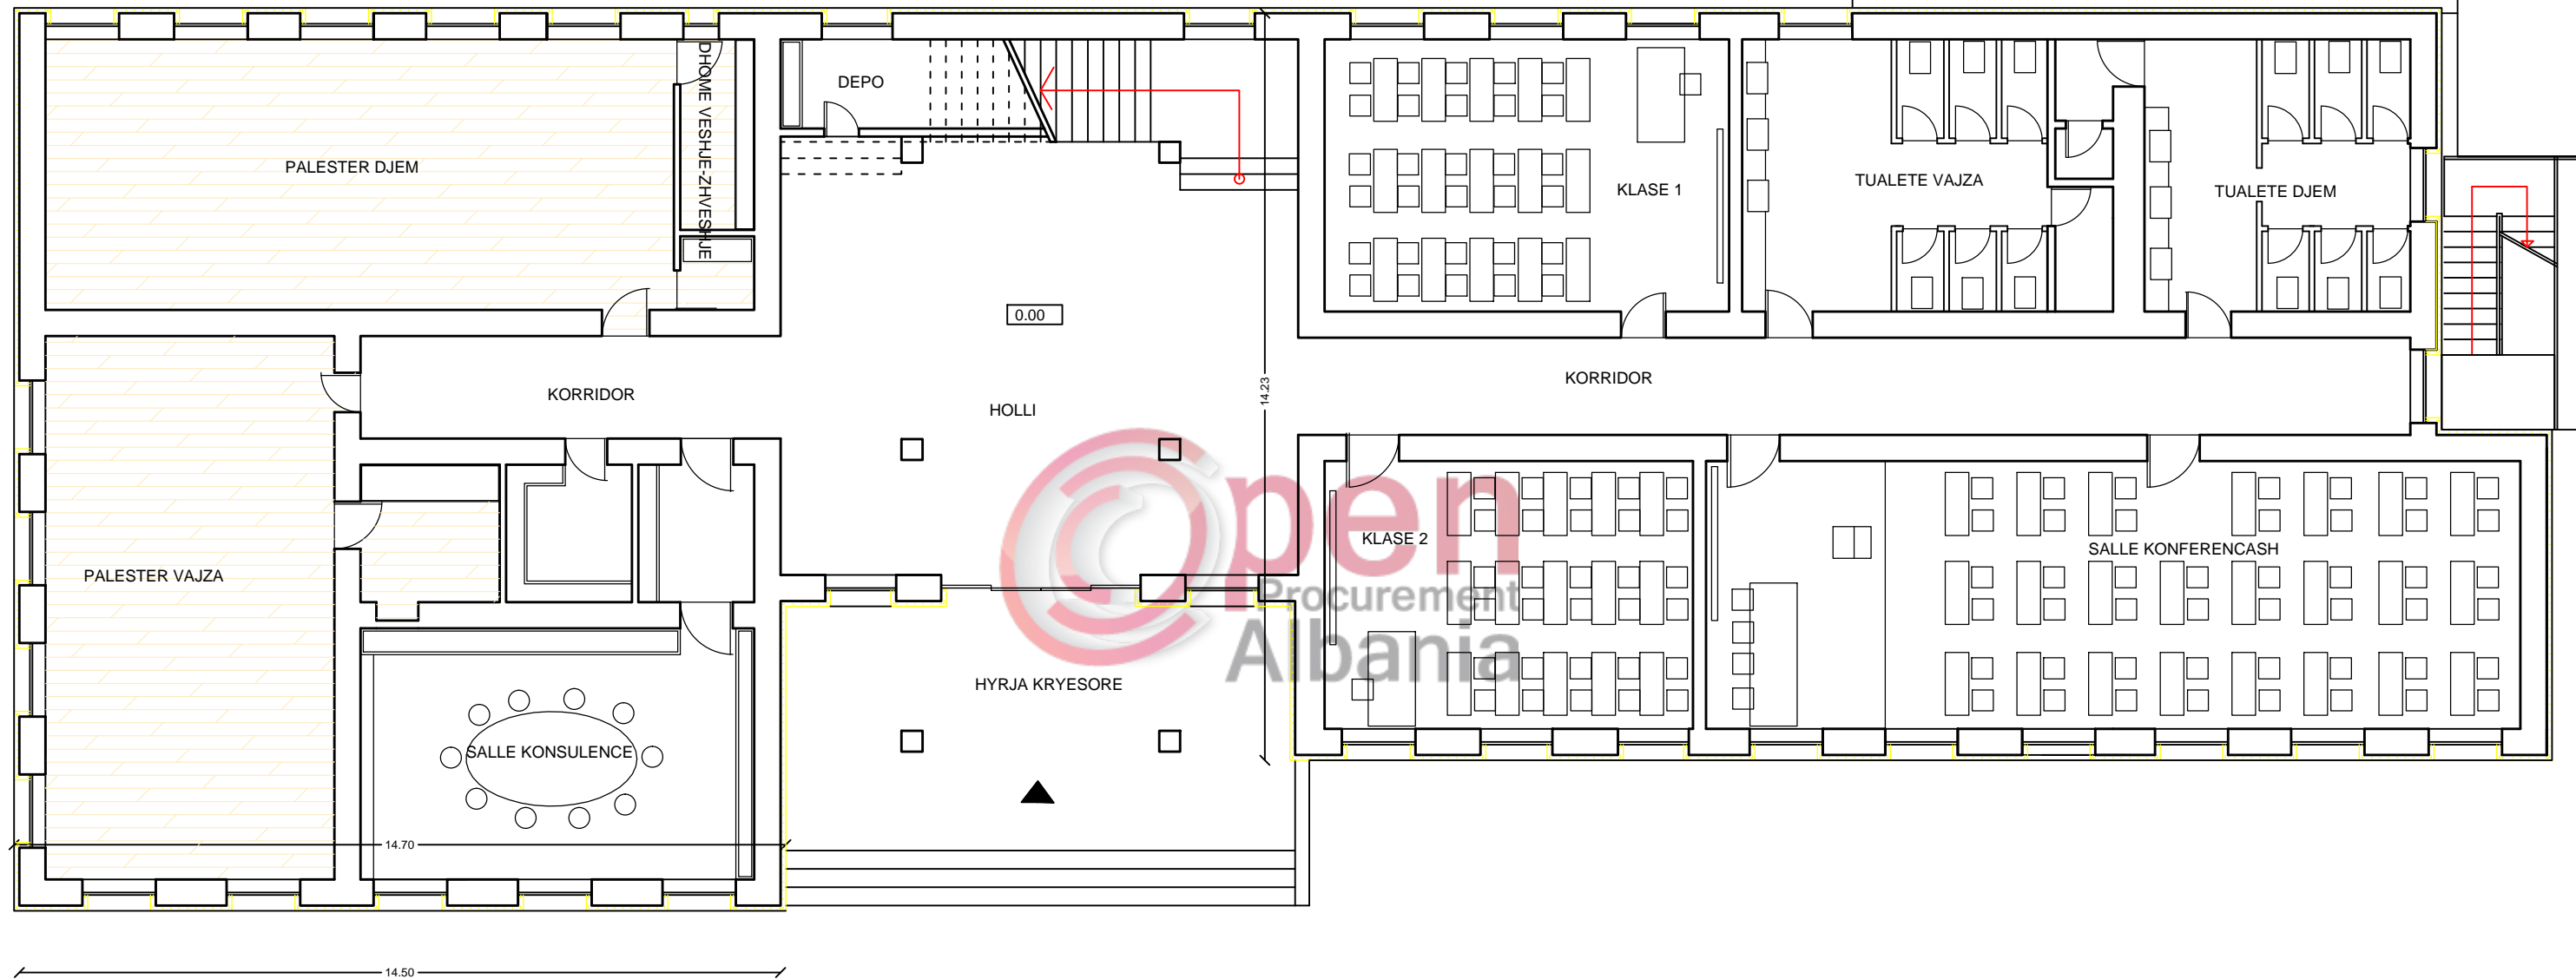 DHOME VESHJE-ZHVESHJE
DEPO
PALESTER DJEM
KLASE 1
TUALETE VAJZA
TUALETE DJEM
0.00
KORRIDOR
HOLLI
14.23
KORRIDOR
Open
Procurement
Albania
KLASE 2
SALLE KONFERENCASH
PALESTER VAJZA
HYRJA KRYESORE
SALLE KONSULENCE
14.70
14.50